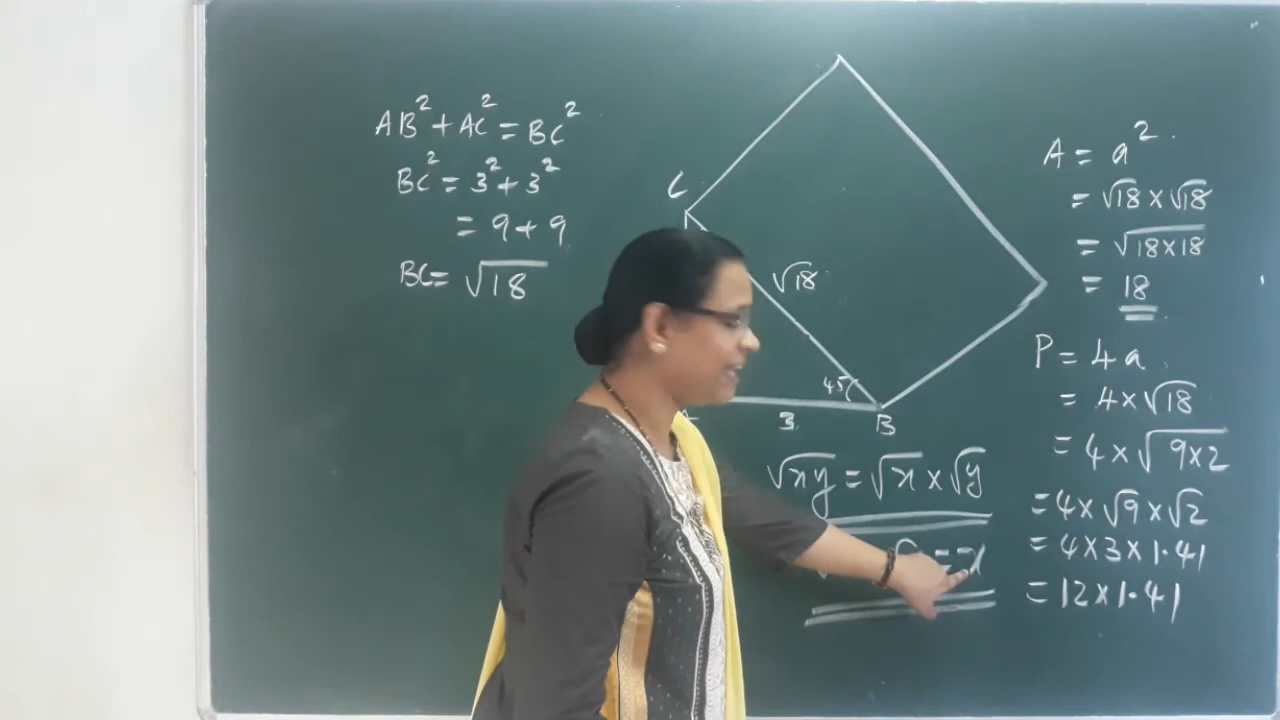 AB² + AC² = BC²
BC² = 3² + 3²
= 9 + 9
BC = √18
C
√18
45
3
B
√xy = √x × √y
= x
A = a²
= √18 × √18
= √18×18
= 18
P = 4a
= 4×√18
= 4×√9×2
= 4×√9×√2
= 4×3×1.41
= 12×1.41